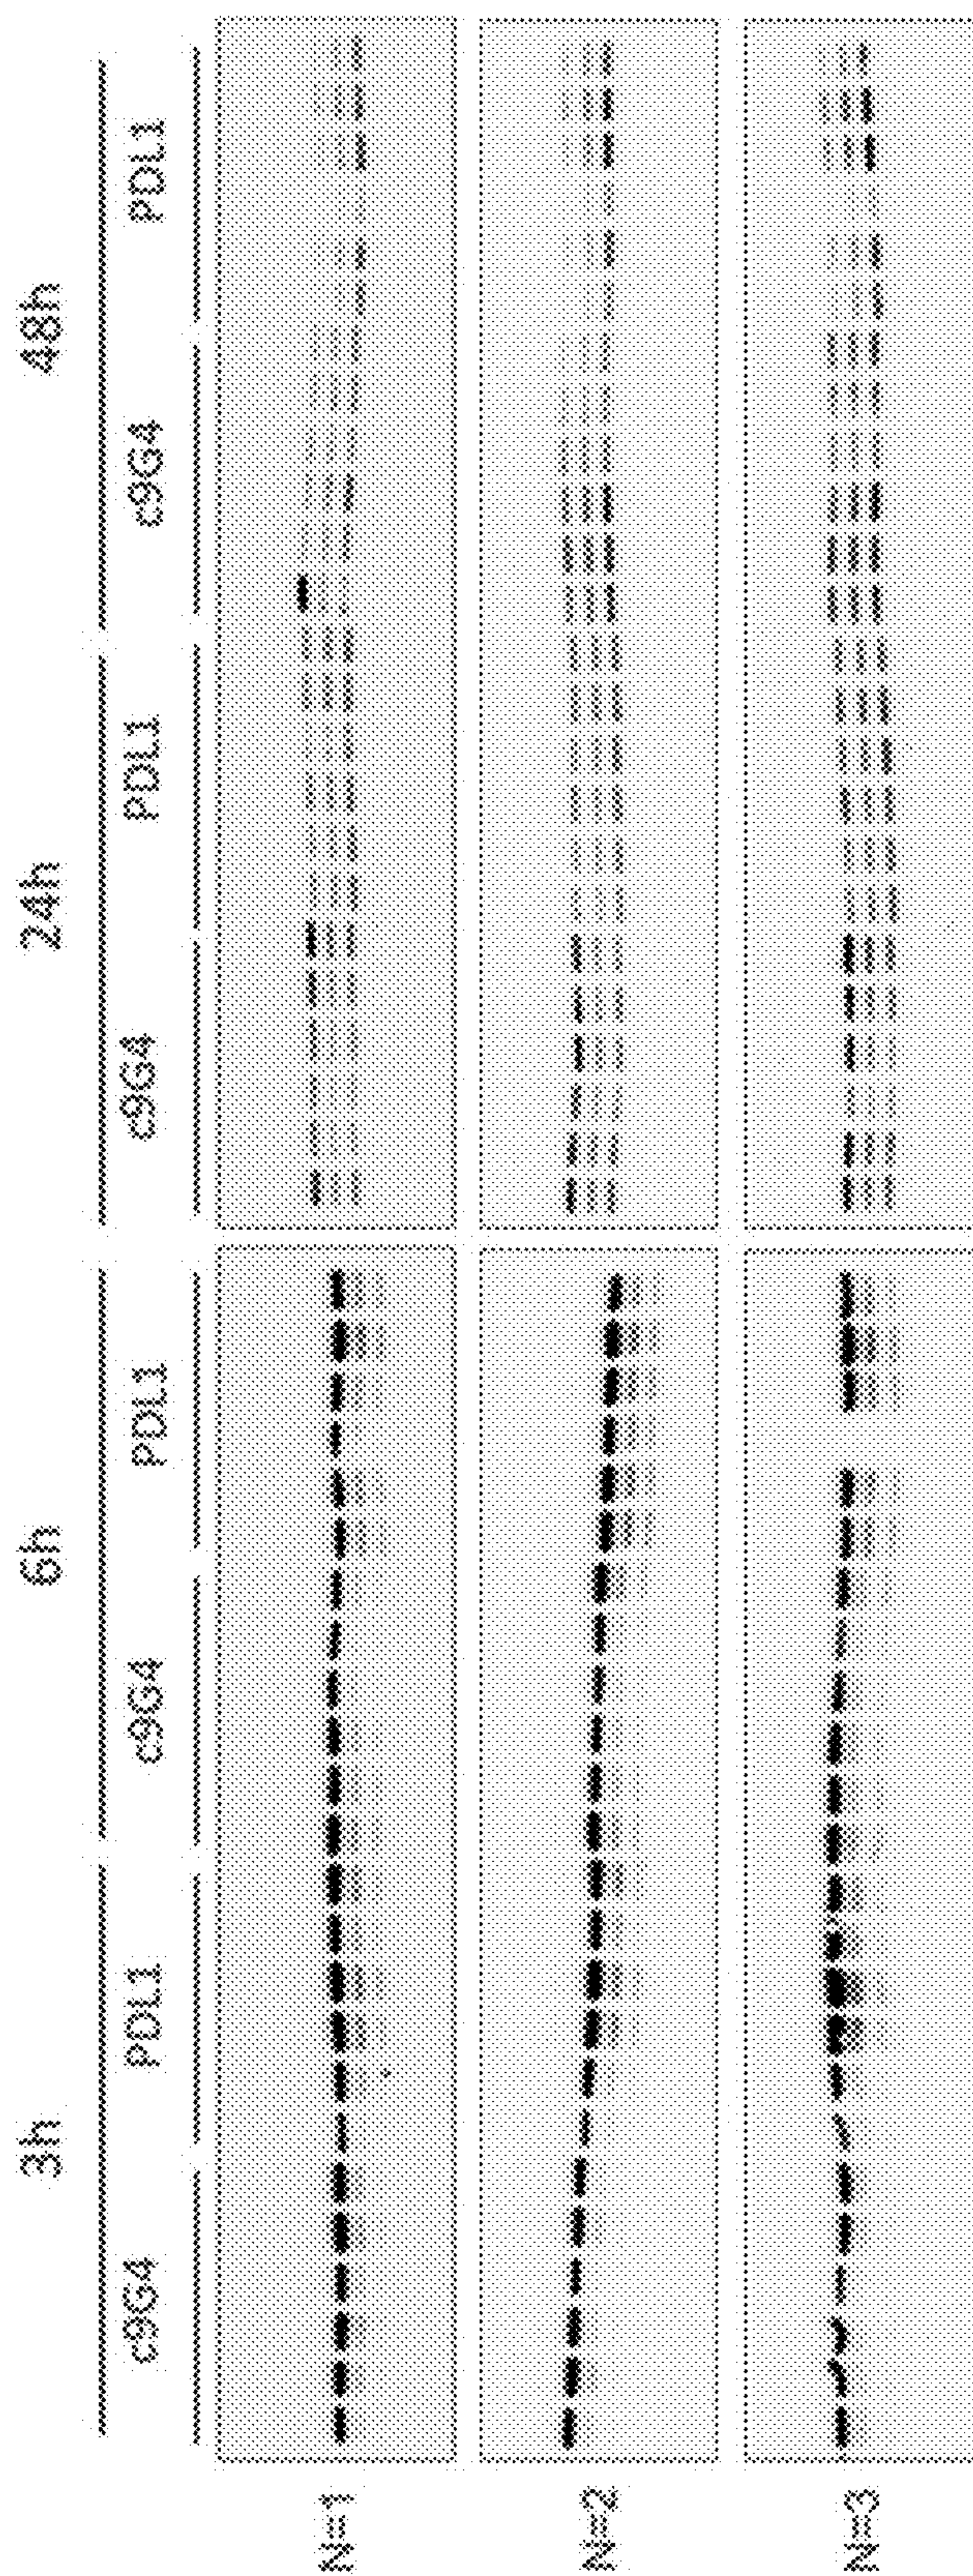 3h 6h 24h 48h
c9G4 PDL1 c9G4 PDL1 c9G4 PDL1 c9G4 PDL1
N=1
N=2
N=3